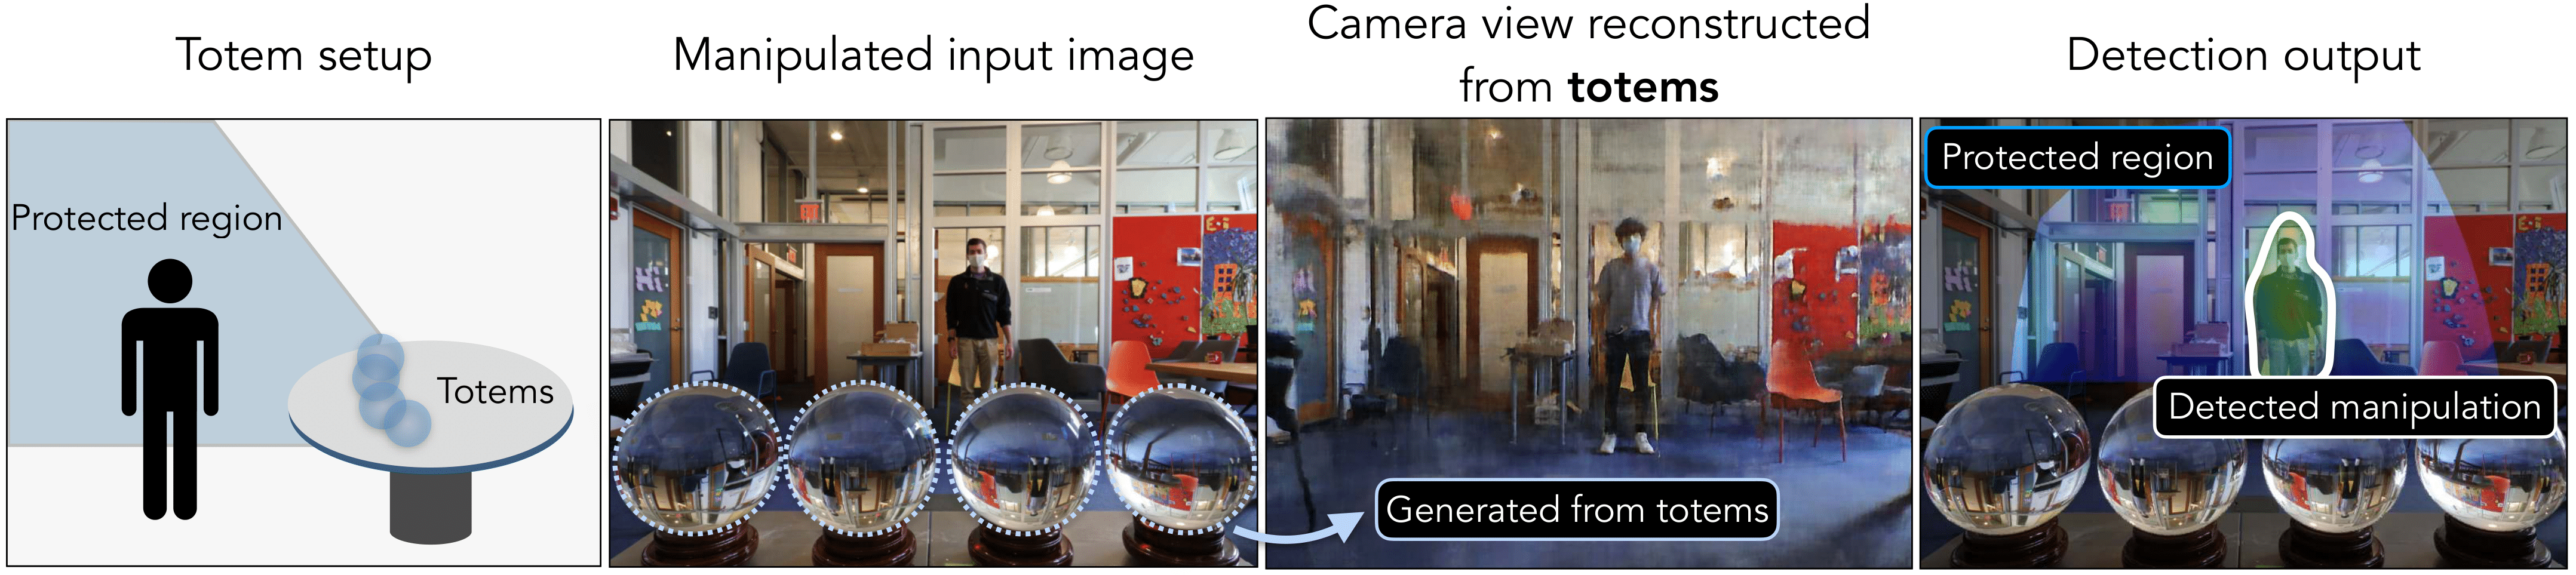 Totem setup
Manipulated input image
Camera view reconstructed
from totems
Detection output
Protected region
Totems
Hi
E-i
Generated from totems
Protected region
Detected manipulation